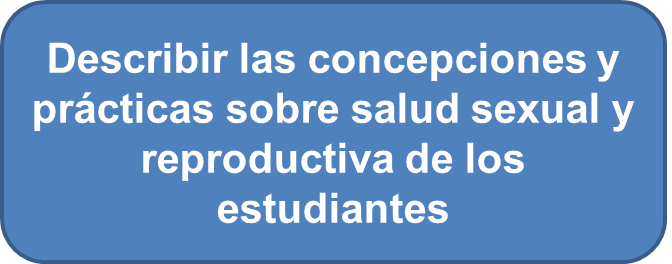 Describir las concepciones y
prácticas sobre salud sexual y
reproductiva de los
estudiantes